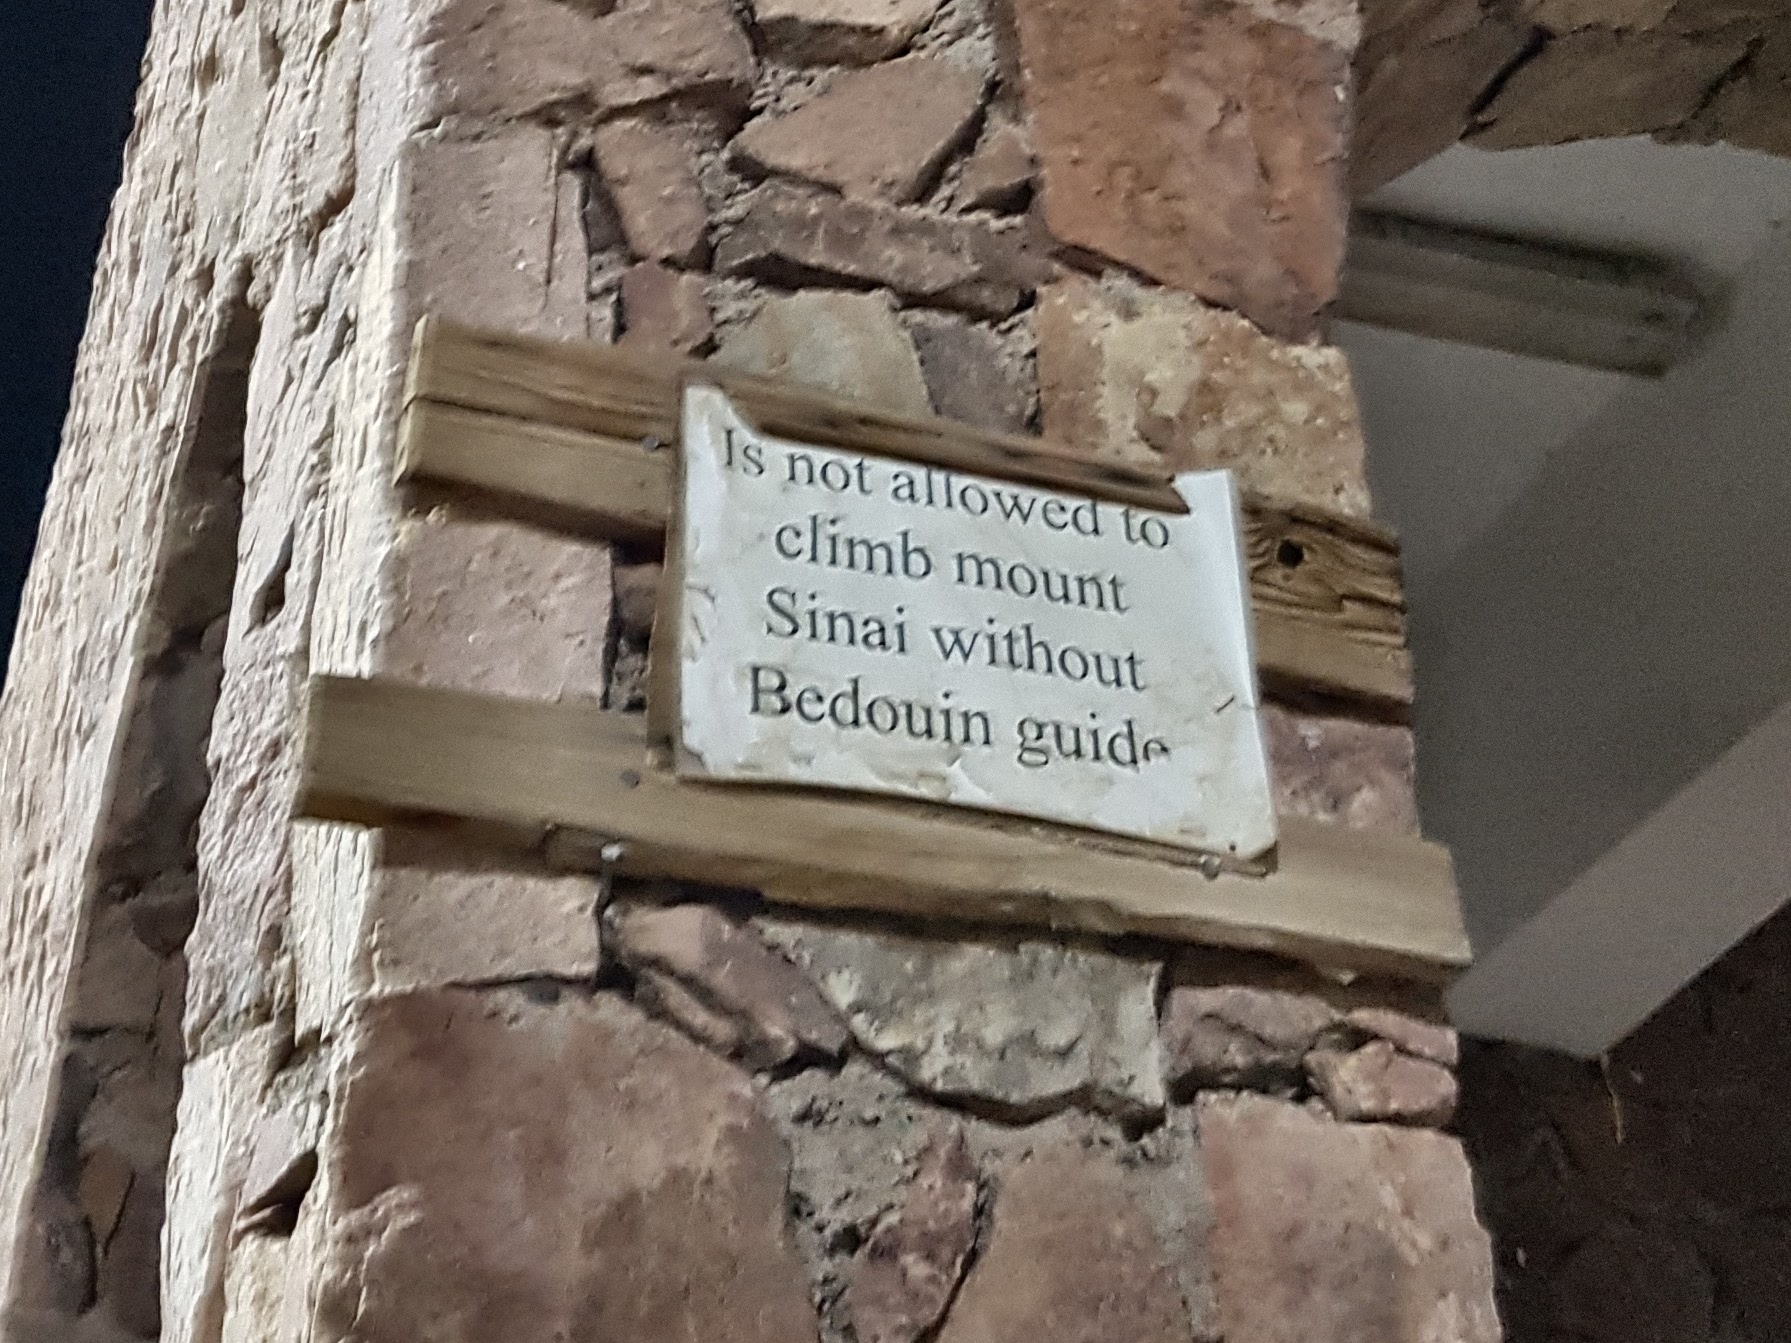 Is not allowed to
climb mount
Sinai without
Bedouin guide